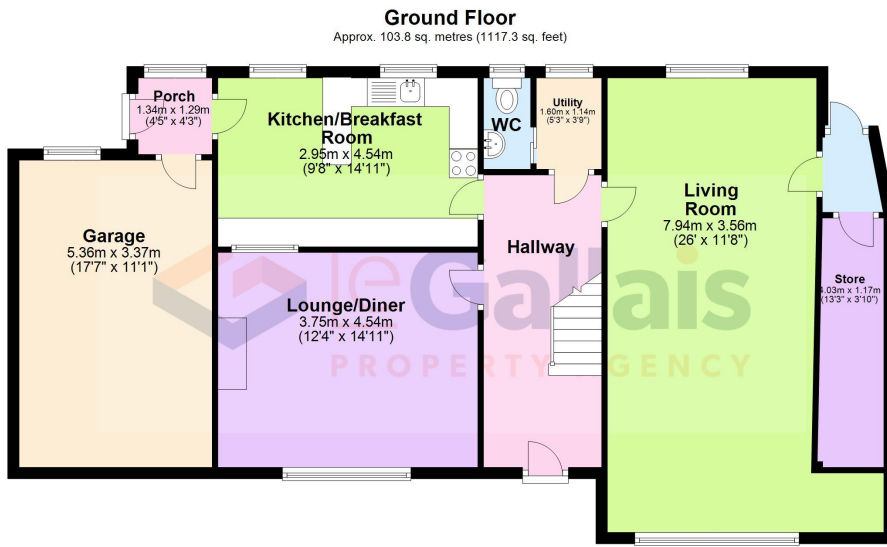 Ground Floor
Approx. 103.8 sq. metres (1117.3 sq. feet)
Porch
1.34m x 1.29m
(4'5" x 4'3")
Kitchen/Breakfast
Room
2.95m x 4.54m
(9'8" x 14'11")
WC
Utility
1.60m x 1.14m
(5'3" x 3'9")
Living
Room
7.94m x 3.56m
(26' x 11'8")
Garage
5.36m x 3.37m
(17'7" x 11'1")
Hallway
Lounge/Diner
3.75m x 4.54m
(12'4" x 14'11")
Store
4.03m x 1.17m
(13'3" x 3'10")
leGallais
PROPERTY AGENCY